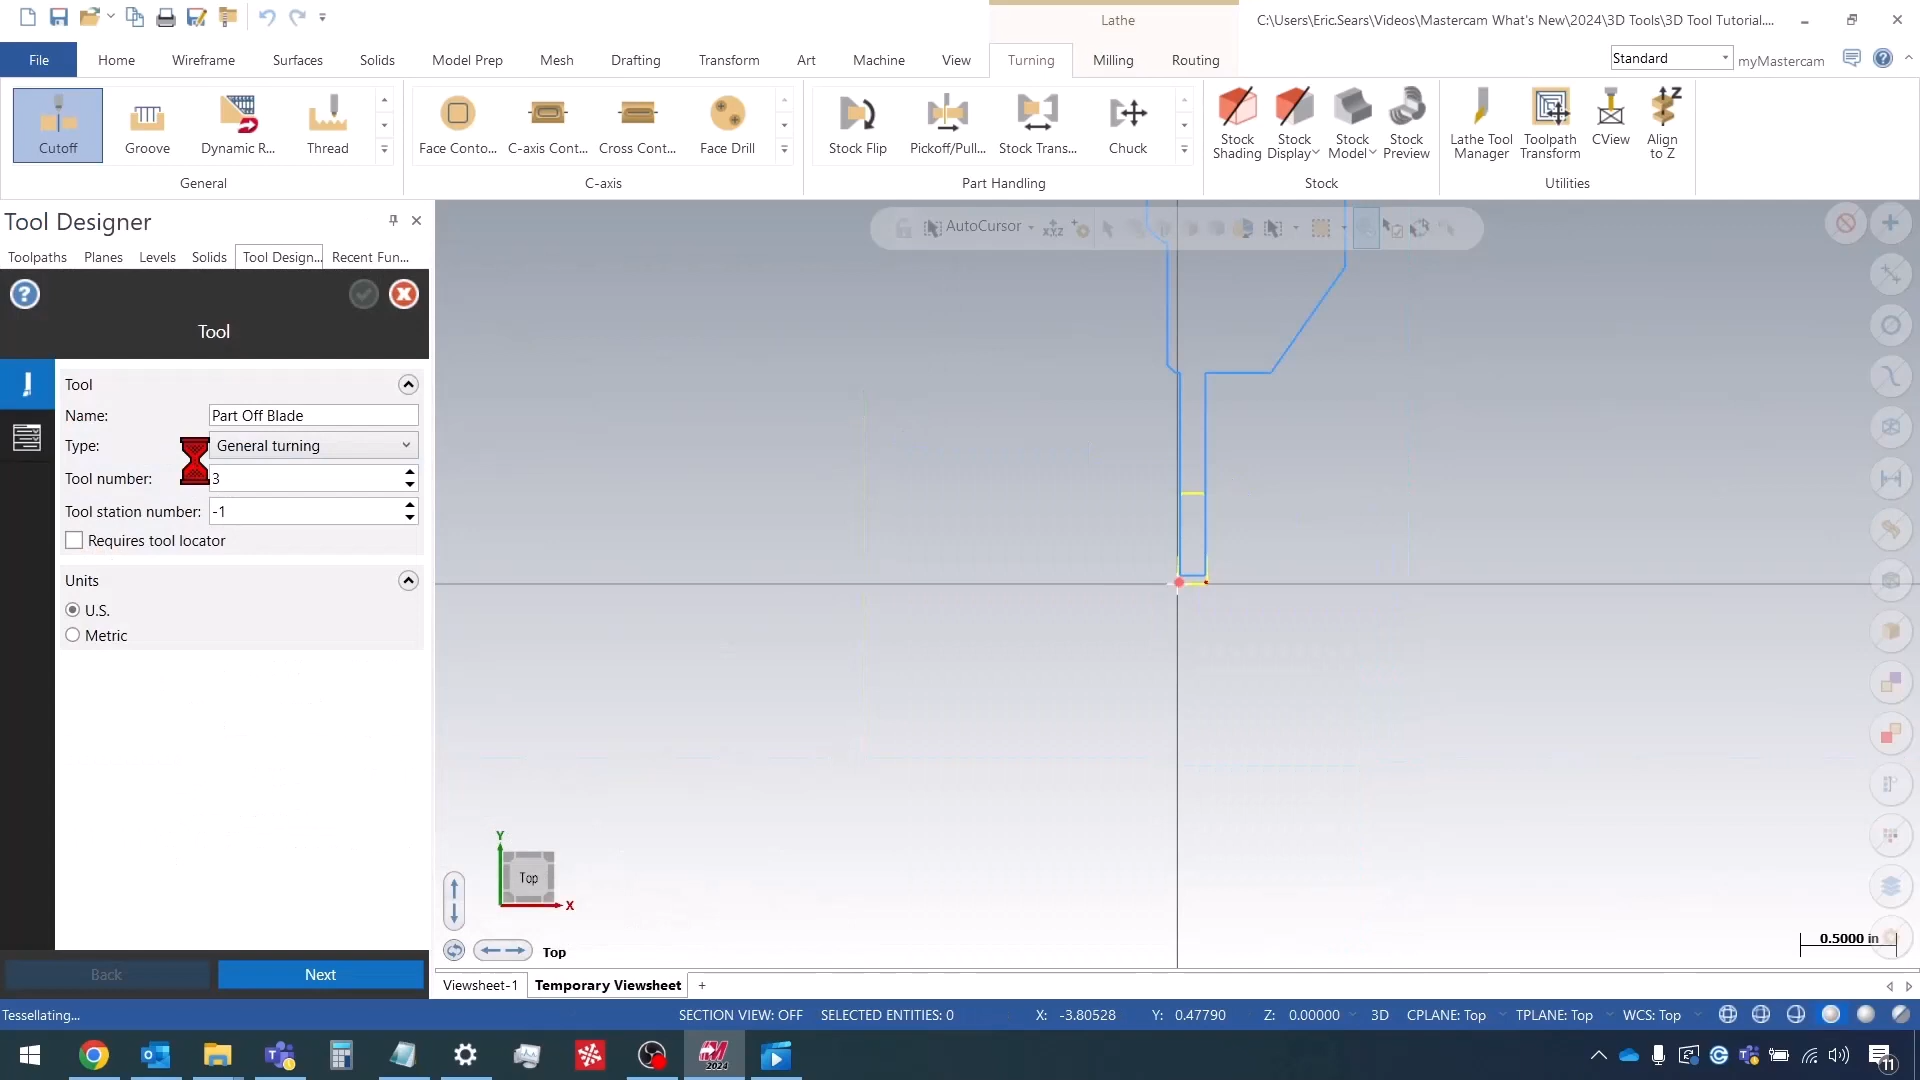 Lathe
C:\Users\Eric.Sears\Videos\Mastercam What's New\2024\3D Tools\3D Tool Tutorial....
File
Home
Wireframe
Surfaces
Solids
Model Prep
Mesh
Drafting
Transform
Art
Machine
View
Turning
Milling
Routing
Standard
myMastercam
Cutoff
Groove
Dynamic R...
Thread
Face Conto...
C-axis Cont...
Cross Cont...
Face Drill
Stock Flip
Pickoff/Pull...
Stock Trans...
Chuck
Stock
Shading
Stock
Display
Stock
Model
Stock
Preview
Lathe Tool
Manager
Toolpath
Transform
CView
Align
to Z
General
C-axis
Part Handling
Stock
Utilities
Tool Designer
Toolpaths
Planes
Levels
Solids
Tool Design...
Recent Fun...
AutoCursor
XYZ
Tool
Tool
Name:
Part Off Blade
Type:
General turning
Tool number:
3
Tool station number:
-1
Requires tool locator
Units
U.S.
Metric
Back
Next
Y
Top
X
Top
0.5000 in
Viewsheet-1
Temporary Viewsheet
+
Tessellating...
SECTION VIEW: OFF
SELECTED ENTITIES: 0
X: -3.80528
Y: 0.47790
Z: 0.00000
3D
CPLANE: Top
TPLANE: Top
WCS: Top
2024
11